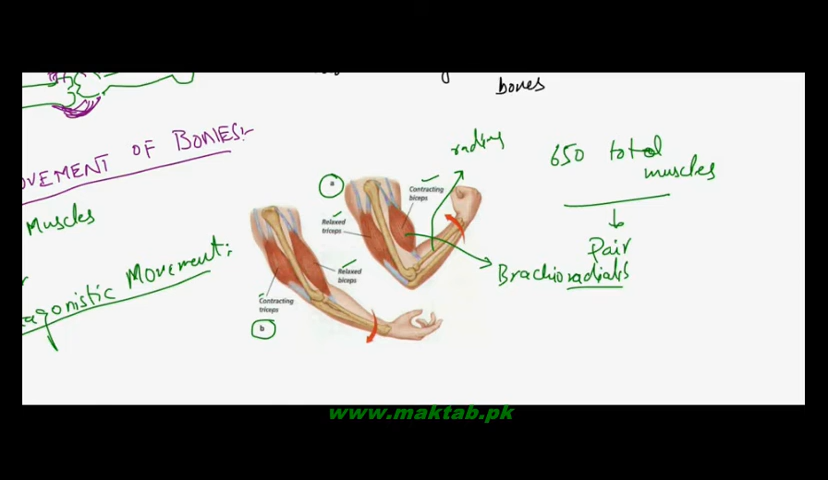 bones
OVEMENT OF BONES:-
Muscles
agonistic Movement:
a
Contracting
biceps
Relaxed
triceps
Relaxed
biceps
Contracting
triceps
b
radius
Brachioradialis
650 total
muscles
Pair
www.maktab.pk